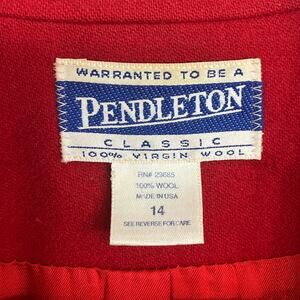 WARRANTED TO BE A
PENDLETON
CLASSIC
100% VIRGIN WOOL
RN# 29685
100% WOOL
MADE IN USA
14
SEE REVERSE FOR CARE